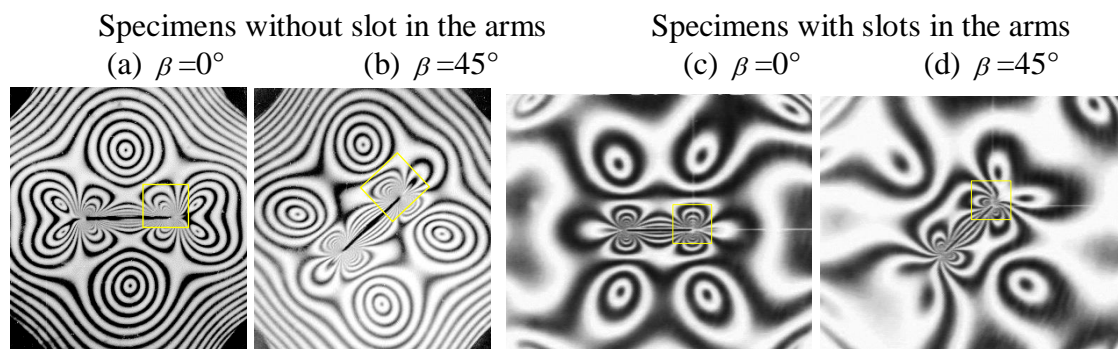 Specimens without slot in the arms
Specimens with slots in the arms
(a) β=0°
(b) β=45°
(c) β=0°
(d) β=45°